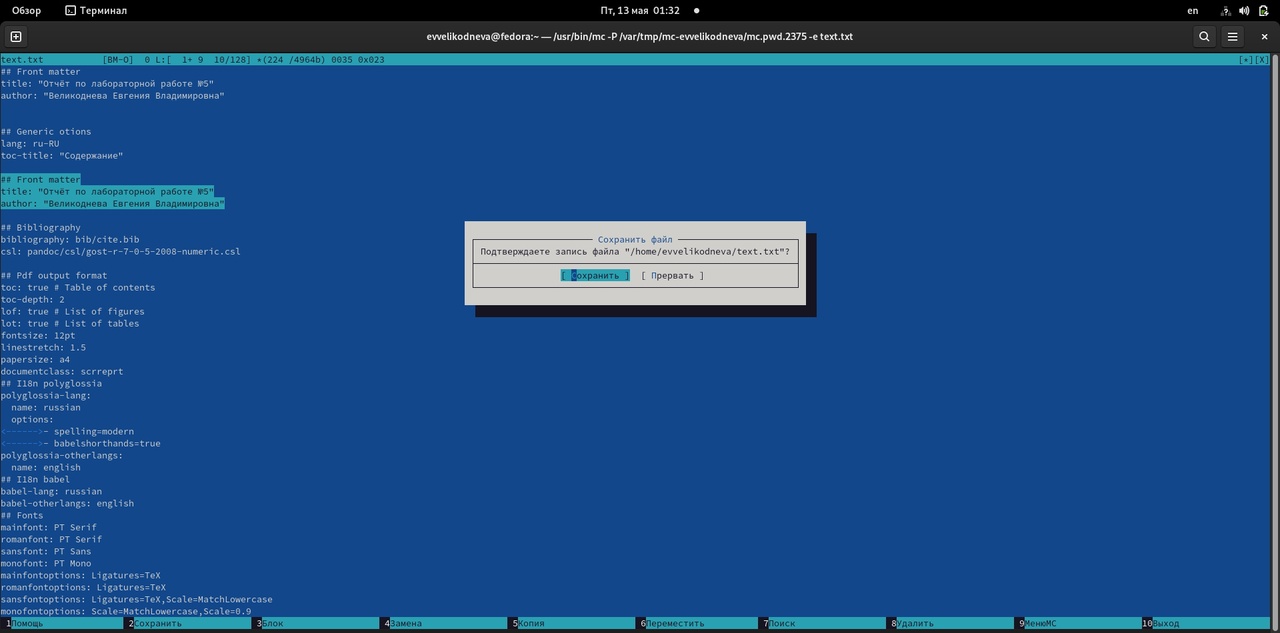 Обзор Терминал Пт, 13 мая 01:32 en
evvelikodneva@fedora:~ — /usr/bin/mc -P /var/tmp/mc-evvelikodneva/mc.pwd.2375 -e text.txt
text.txt [BM-O] 0 L:[ 1+ 9 10/128] *(224 /4964b) 0035 0x023 [*][X]
## Front matter
title: "Отчёт по лабораторной работе №5"
author: "Великоднева Евгения Владимировна"
## Generic otions
lang: ru-RU
toc-title: "Содержание"
## Front matter
title: "Отчёт по лабораторной работе №5"
author: "Великоднева Евгения Владимировна"
## Bibliography
bibliography: bib/cite.bib
csl: pandoc/csl/gost-r-7-0-5-2008-numeric.csl
## Pdf output format
toc: true # Table of contents
toc-depth: 2
lof: true # List of figures
lot: true # List of tables
fontsize: 12pt
linestretch: 1.5
papersize: a4
documentclass: scrreprt
## I18n polyglossia
polyglossia-lang:
name: russian
options:
<------>- spelling=modern
<------>- babelshorthands=true
polyglossia-otherlangs:
name: english
## I18n babel
babel-lang: russian
babel-otherlangs: english
## Fonts
mainfont: PT Serif
romanfont: PT Serif
sansfont: PT Sans
monofont: PT Mono
mainfontoptions: Ligatures=TeX
romanfontoptions: Ligatures=TeX
sansfontoptions: Ligatures=TeX,Scale=MatchLowercase
monofontoptions: Scale=MatchLowercase,Scale=0.9
Сохранить файл
Подтверждаете запись файла "/home/evvelikodneva/text.txt"?
[ Сохранить ] [ Прервать ]
1Помощь 2Сохранить 3Блок 4Замена 5Копия 6Переместить 7Поиск 8Удалить 9МенюMC 10Выход